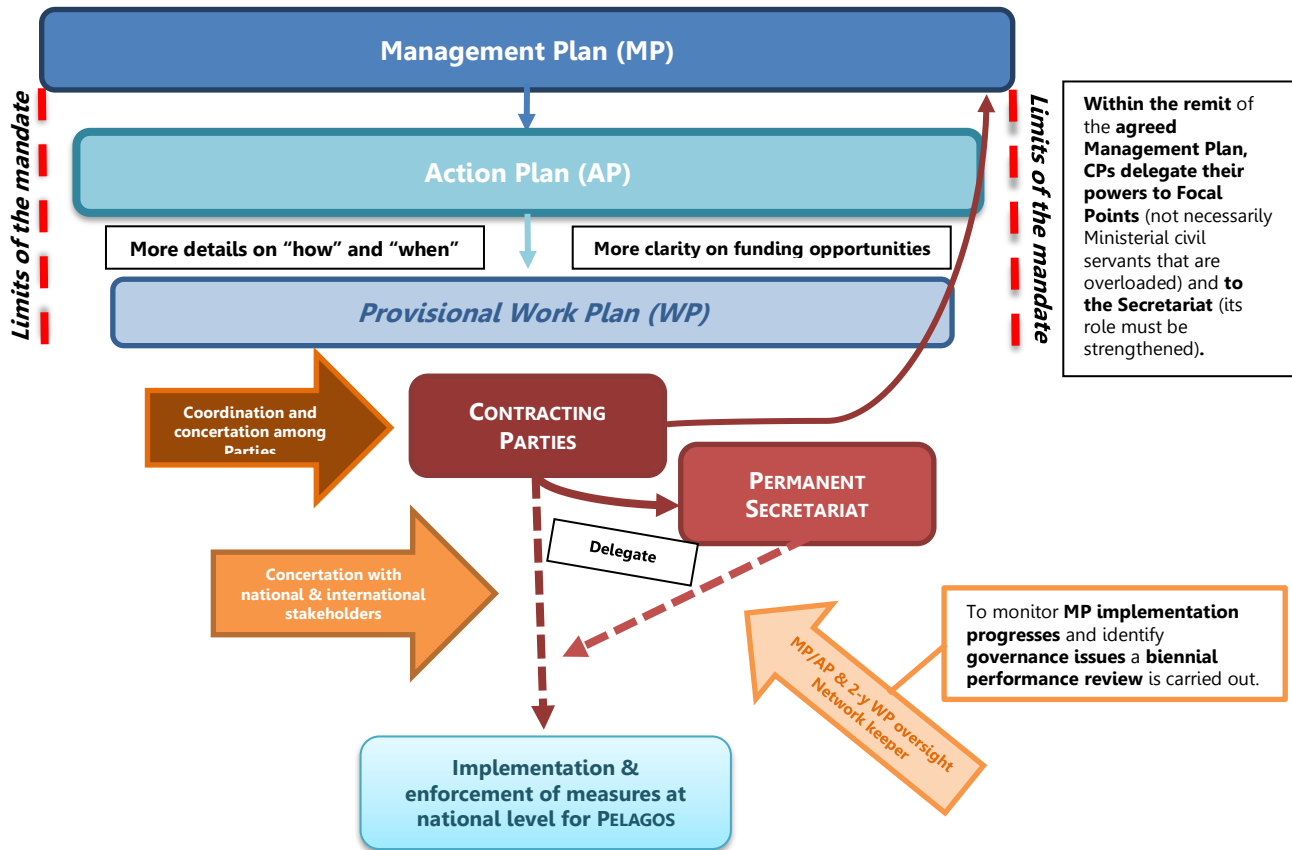 Management Plan (MP)
Limits of the mandate
Action Plan (AP)
More details on “how” and “when”
More clarity on funding opportunities
Provisional Work Plan (WP)
Limits of the mandate
Within the remit of
the agreed
Management Plan,
CPs delegate their
powers to Focal
Points (not necessarily
Ministerial civil
servants that are
overloaded) and to
the Secretariat (its
role must be
strengthened).
Coordination and
concertation among
Parties
CONTRACTING
PARTIES
PERMANENT
SECRETARIAT
Delegate
Concertation with
national & international
stakeholders
MP/AP & 2-y WP oversight
Network keeper
To monitor MP implementation
progresses and identify
governance issues a biennial
performance review is carried out.
Implementation &
enforcement of measures at
national level for PELAGOS